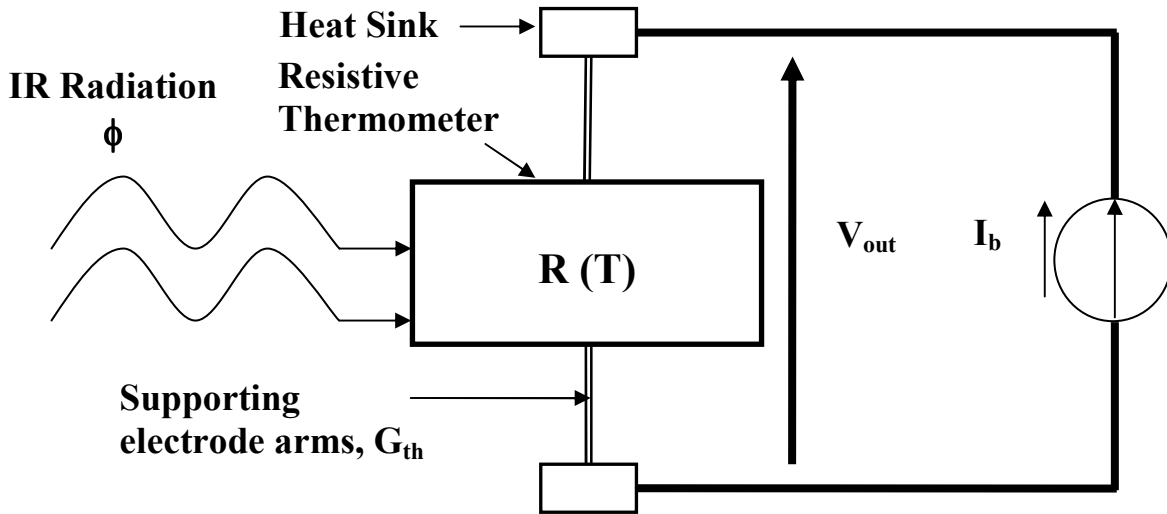 Heat Sink
IR Radiation
ϕ
Resistive
Thermometer
R (T)
V_out
I_b
Supporting
electrode arms, G_th